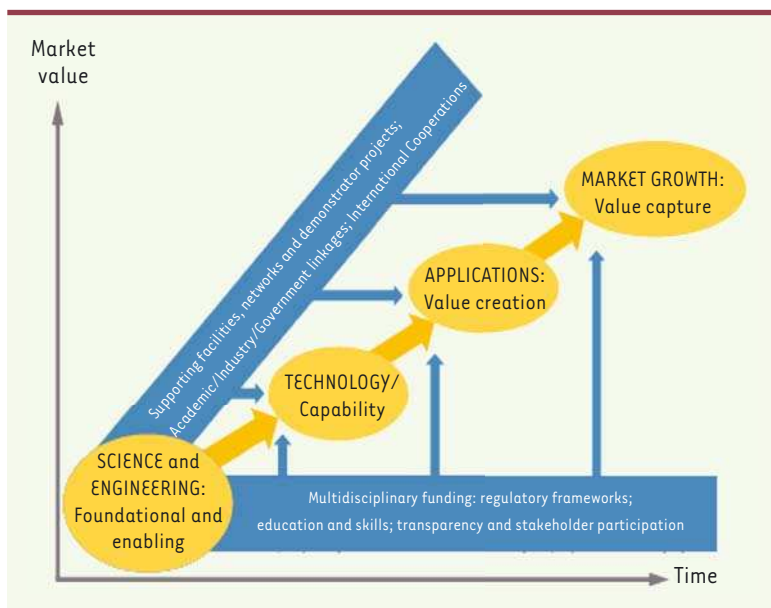 Market
value
Supporting facilities, networks and demonstrator projects;
Academic/Industry/Government linkages; International Cooperations
MARKET GROWTH:
Value capture
APPLICATIONS:
Value creation
TECHNOLOGY/
Capability
SCIENCE and
ENGINEERING:
Foundational and
enabling
Multidisciplinary funding: regulatory frameworks;
education and skills; transparency and stakeholder participation
Time